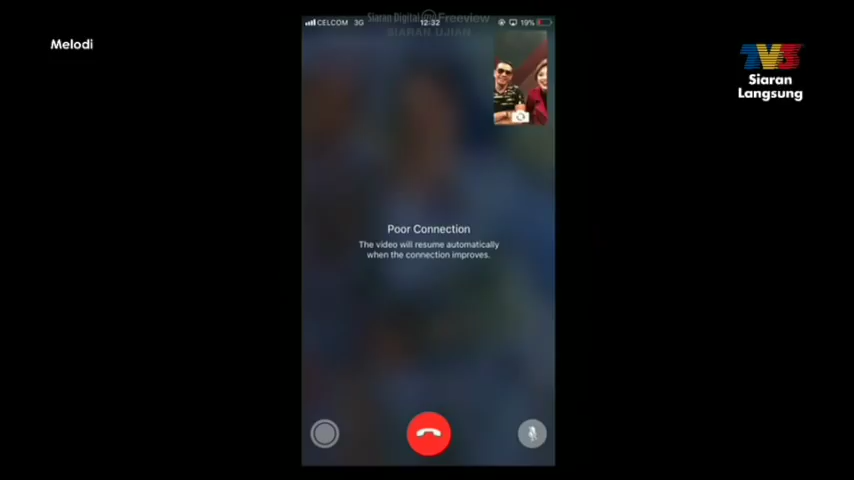 Melodi
CELCOM 3G 12:32 19%
Siaran Digital Freeview
SIARAN UJIAN
TV3
Siaran
Langsung
Poor Connection
The video will resume automatically
when the connection improves.